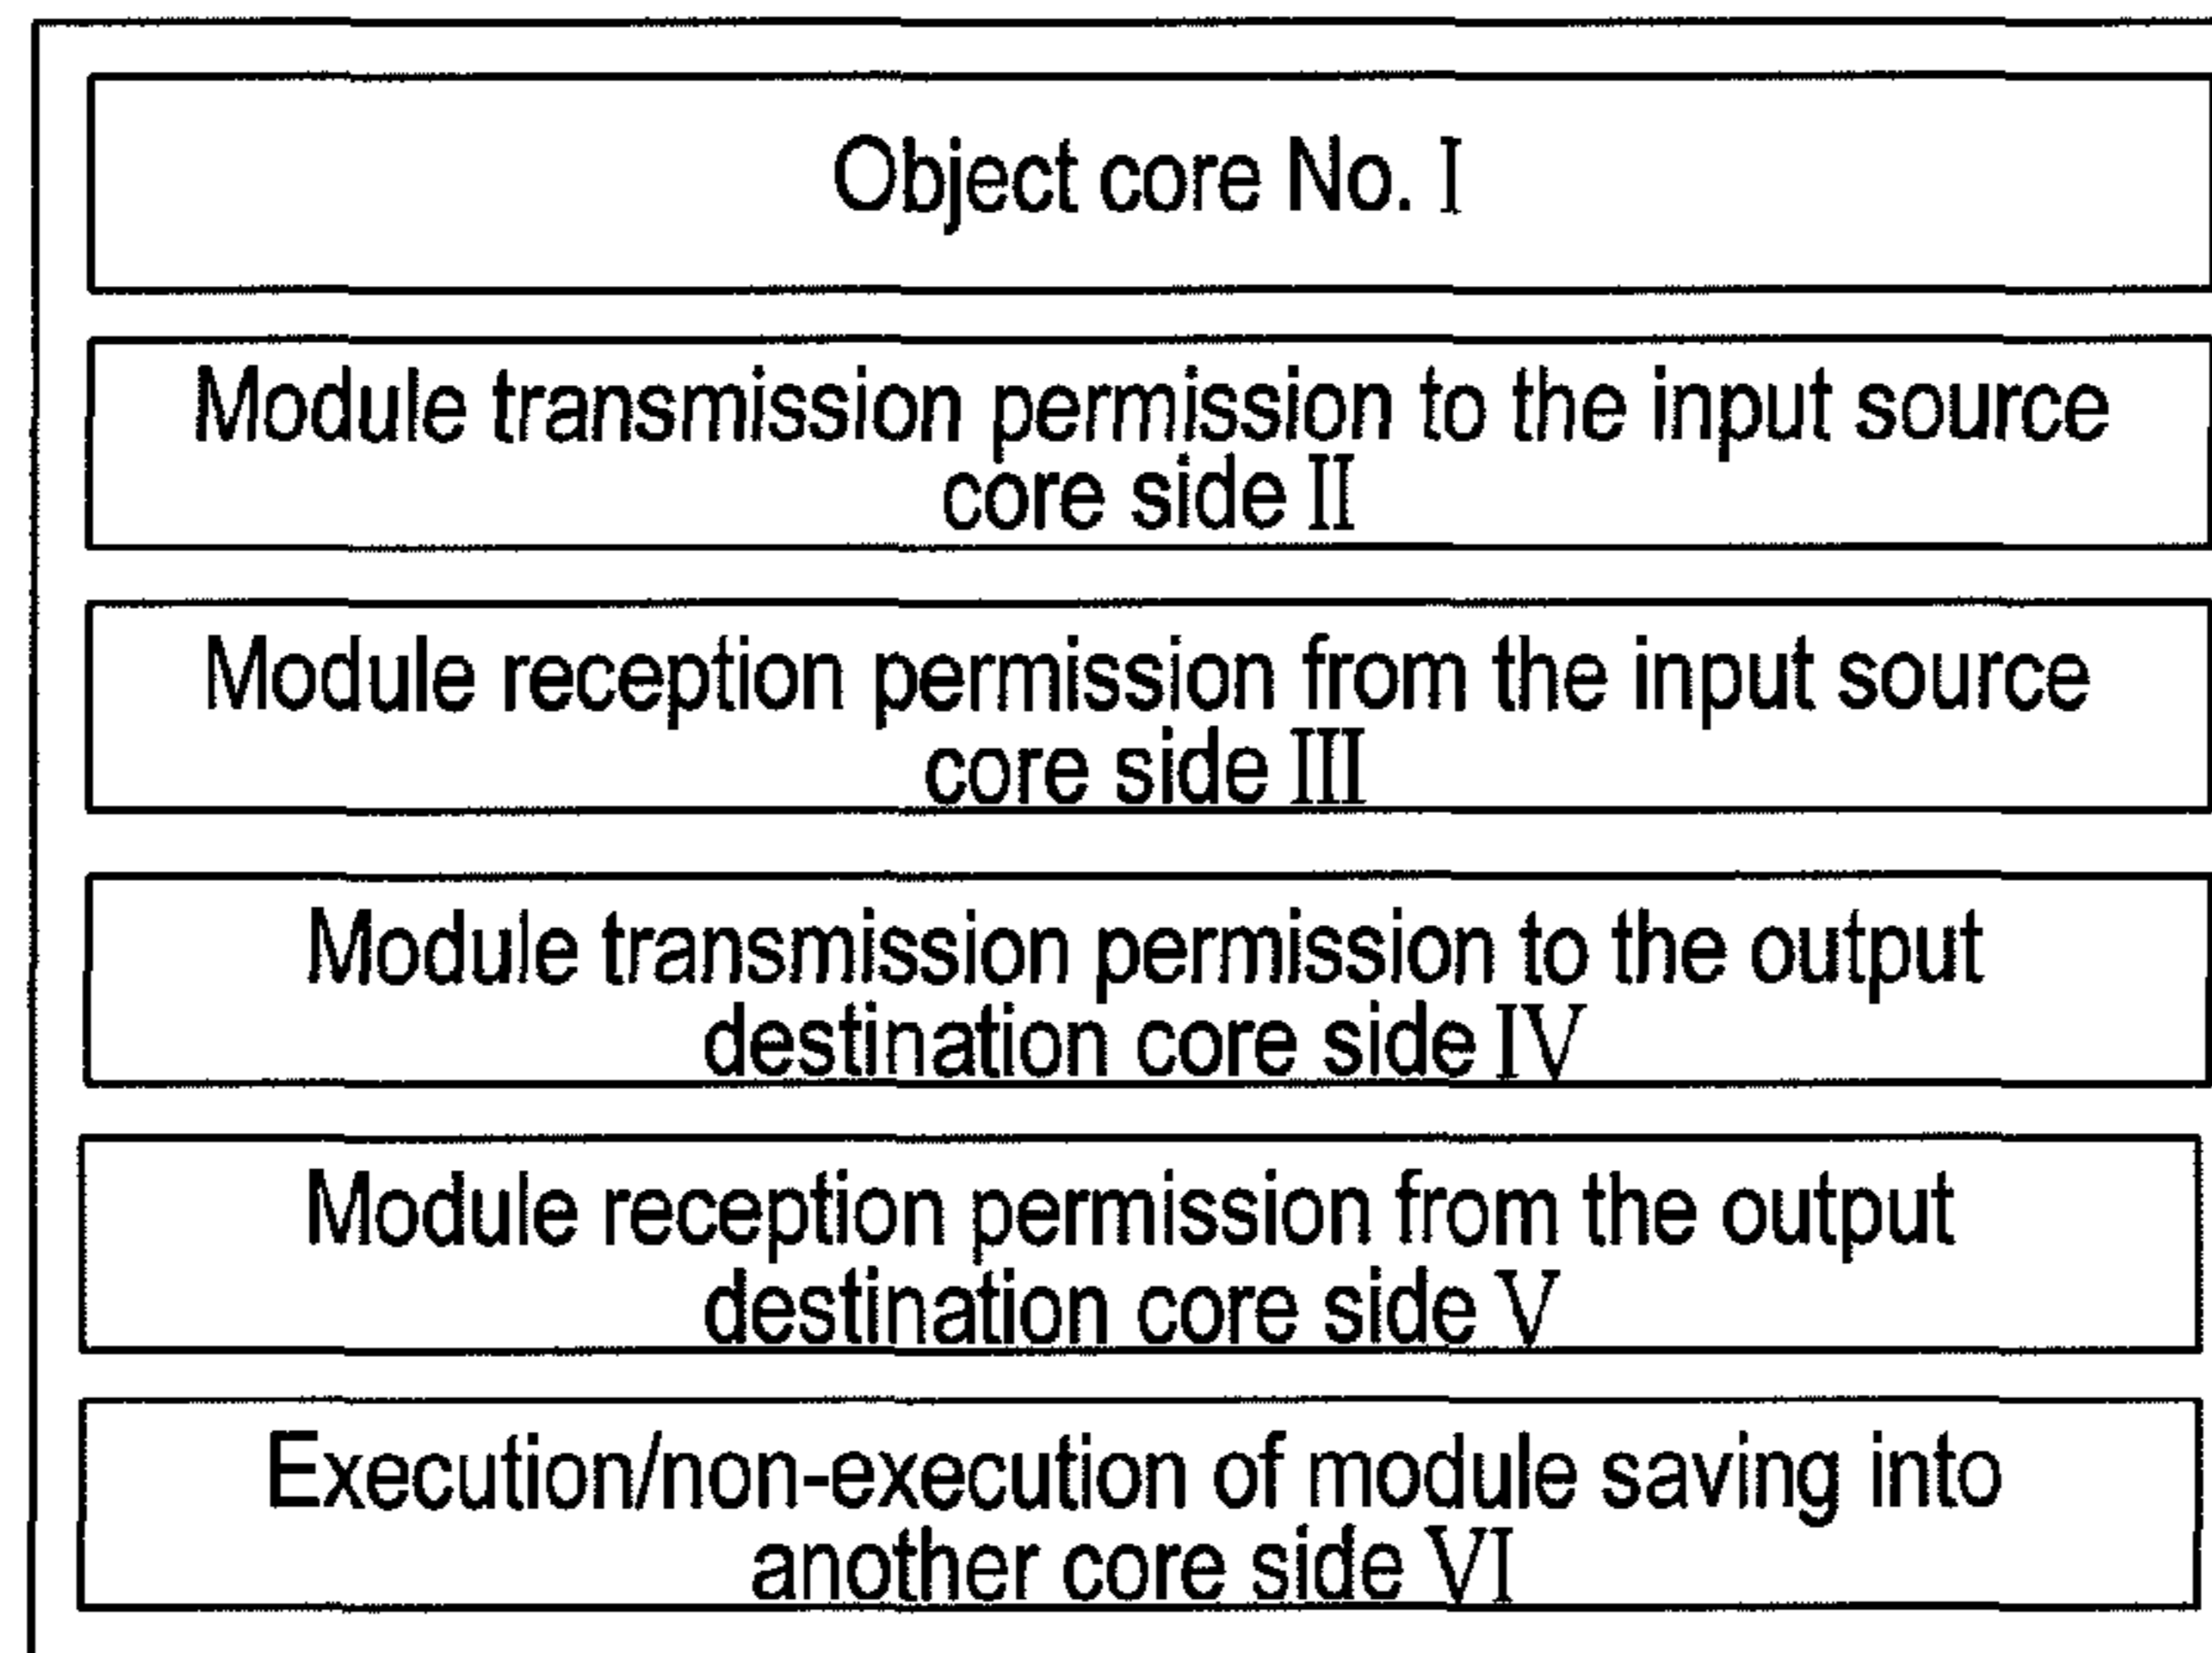 Object core No. I
Module transmission permission to the input source
core side II
Module reception permission from the input source
core side III
Module transmission permission to the output
destination core side IV
Module reception permission from the output
destination core side V
Execution/non-execution of module saving into
another core side VI